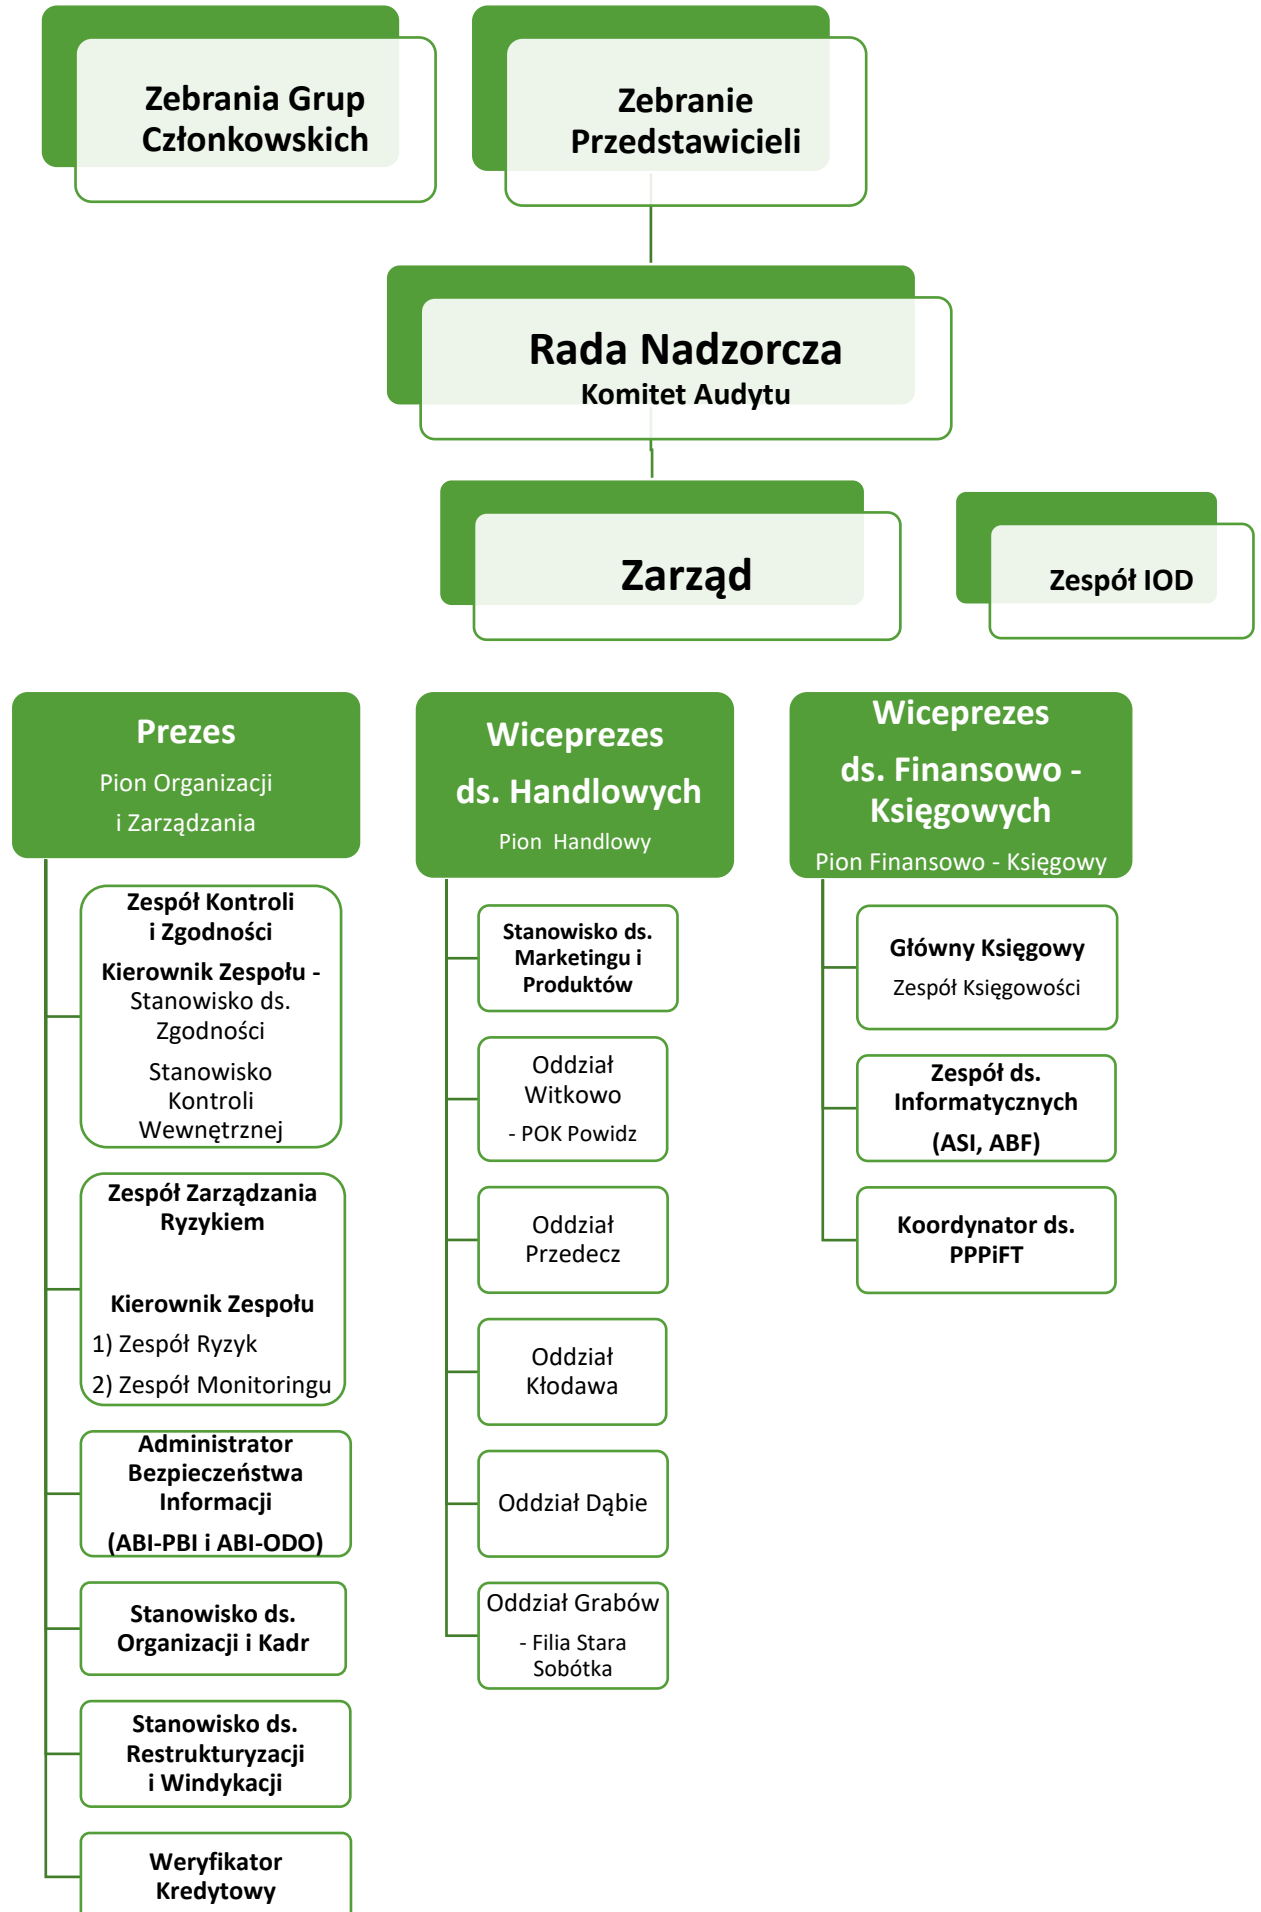 Zebrania Grup
Członkowskich
Zebranie
Przedstawicieli
Rada Nadzorcza
Komitet Audytu
Zarząd
Zespół IOD
Prezes
Pion Organizacji
i Zarządzania
Zespół Kontroli
i Zgodności
Kierownik Zespołu -
Stanowisko ds.
Zgodności
Stanowisko
Kontroli
Wewnętrznej
Zespół Zarządzania
Ryzykiem
Kierownik Zespołu
1) Zespół Ryzyk
2) Zespół Monitoringu
Administrator
Bezpieczeństwa
Informacji
(ABI-PBI i ABI-ODO)
Stanowisko ds.
Organizacji i Kadr
Stanowisko ds.
Restrukturyzacji
i Windykacji
Weryfikator
Kredytowy
Wiceprezes
ds. Handlowych
Pion Handlowy
Stanowisko ds.
Marketingu i
Produktów
Oddział
Witkowo
- POK Powidz
Oddział
Przedecz
Oddział
Kłodawa
Oddział Dąbie
Oddział Grabów
- Filia Stara
Sobótka
Wiceprezes
ds. Finansowo -
Księgowych
Pion Finansowo - Księgowy
Główny Księgowy
Zespół Księgowości
Zespół ds.
Informatycznych
(ASI, ABF)
Koordynator ds.
PPPiFT